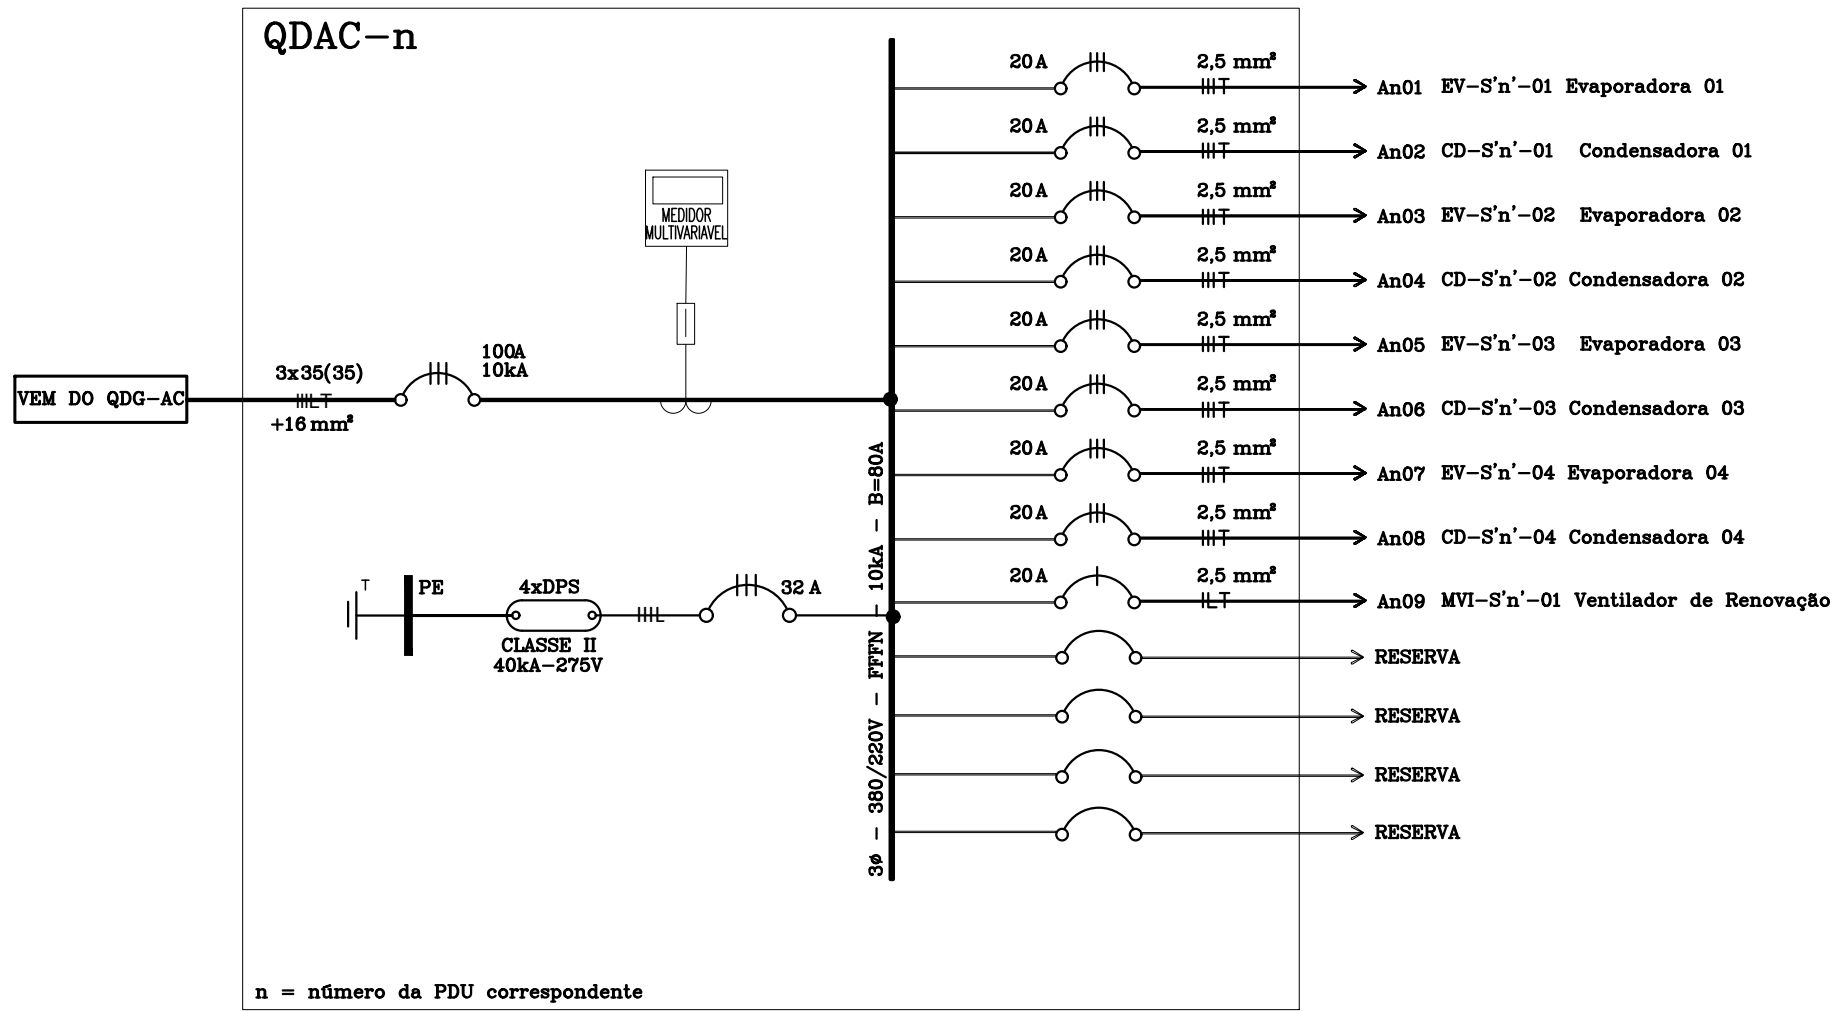 QDAC-n
20A 2,5 mm²
An01 EV-S'n'-01 Evaporadora 01
20A 2,5 mm²
An02 CD-S'n'-01 Condensadora 01
20A 2,5 mm²
An03 EV-S'n'-02 Evaporadora 02
20A 2,5 mm²
An04 CD-S'n'-02 Condensadora 02
20A 2,5 mm²
An05 EV-S'n'-03 Evaporadora 03
20A 2,5 mm²
An06 CD-S'n'-03 Condensadora 03
20A 2,5 mm²
An07 EV-S'n'-04 Evaporadora 04
20A 2,5 mm²
An08 CD-S'n'-04 Condensadora 04
20A 2,5 mm²
An09 MVI-S'n'-01 Ventilador de Renovação
RESERVA
RESERVA
RESERVA
RESERVA
MEDIDOR
MULTIVARIAVEL
VEM DO QDG-AC
3x35(35)
+16 mm²
100A
10kA
T
PE
4xDPS
CLASSE II
40kA-275V
32 A
3ø - 380/220V - FFFN - 10kA - B=80A
n = número da PDU correspondente